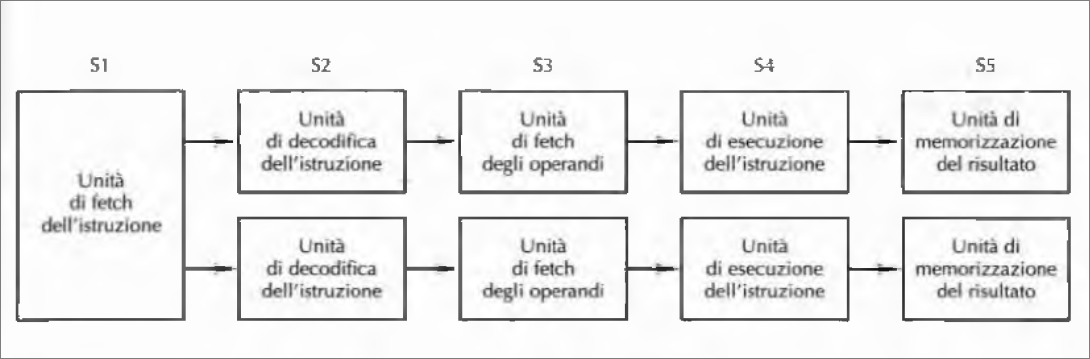 S1
S2
S3
S4
S5
Unità
di fetch
dell'istruzione
Unità
di decodifica
dell'istruzione
Unità
di fetch
degli operandi
Unità
di esecuzione
dell'istruzione
Unità di
memorizzazione
del risultato
Unità
di decodifica
dell'istruzione
Unità
di fetch
degli operandi
Unità
di esecuzione
dell'istruzione
Unità di
memorizzazione
del risultato